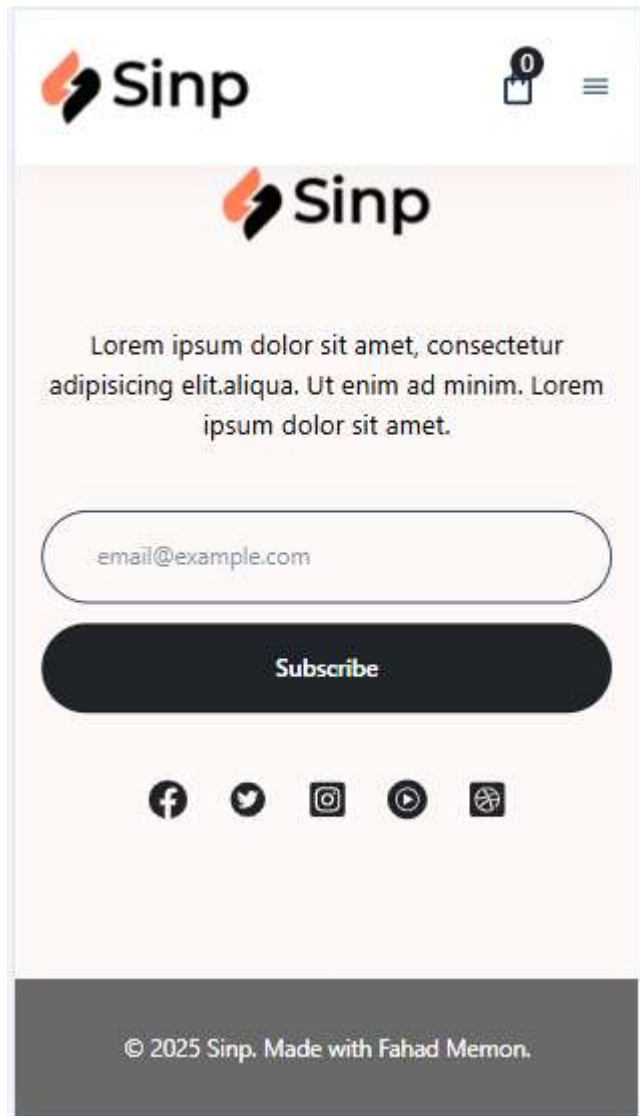 Sinp
0
Sinp
Lorem ipsum dolor sit amet, consectetur
adipisicing elit.aliqua. Ut enim ad minim. Lorem
ipsum dolor sit amet.
email@example.com
Subscribe
© 2025 Sinp. Made with Fahad Memon.